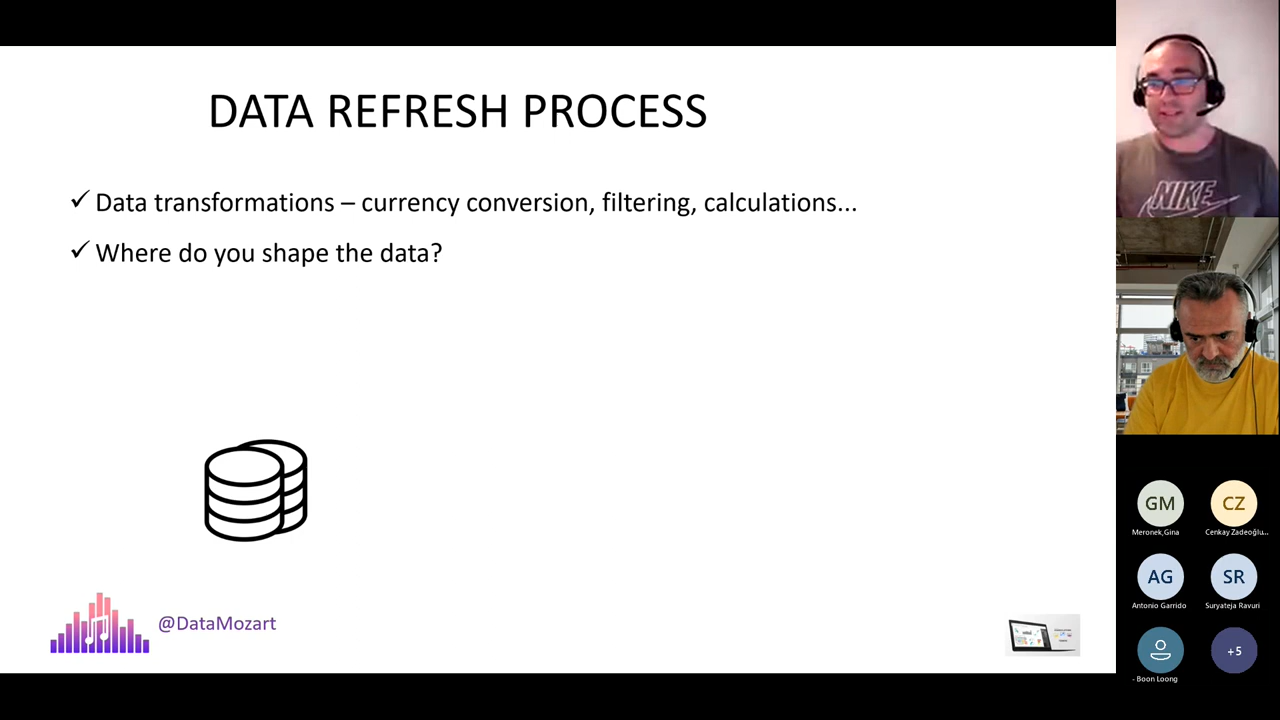 DATA REFRESH PROCESS
✓ Data transformations – currency conversion, filtering, calculations...
✓ Where do you shape the data?
@DataMozart
NIKE
GM
CZ
Meronek,Gina
Cenkay Zadeoğlu...
AG
SR
Antonio Garrido
Suryateja Ravuri
+5
- Boon Loong